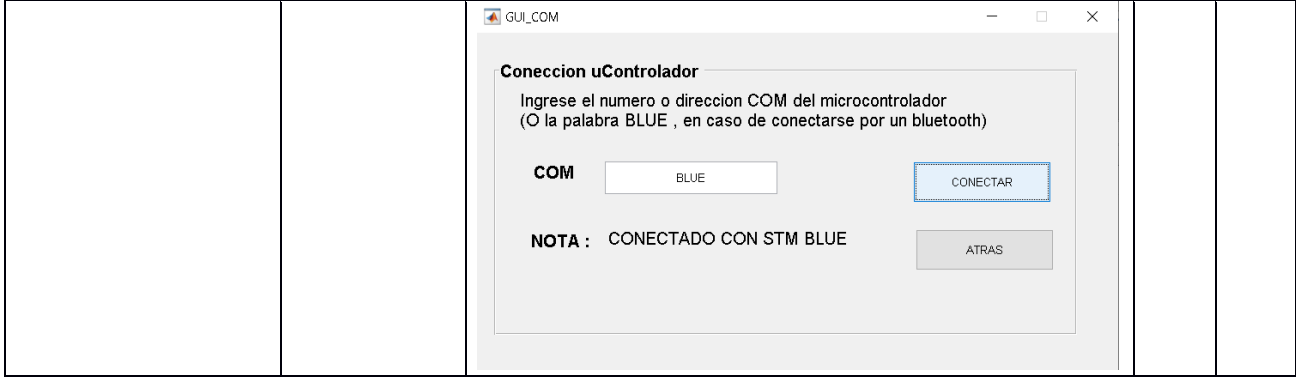 GUI_COM
Coneccion uControlador
Ingrese el numero o direccion COM del microcontrolador
(O la palabra BLUE , en caso de conectarse por un bluetooth)
COM
BLUE
CONECTAR
NOTA :
CONECTADO CON STM BLUE
ATRAS